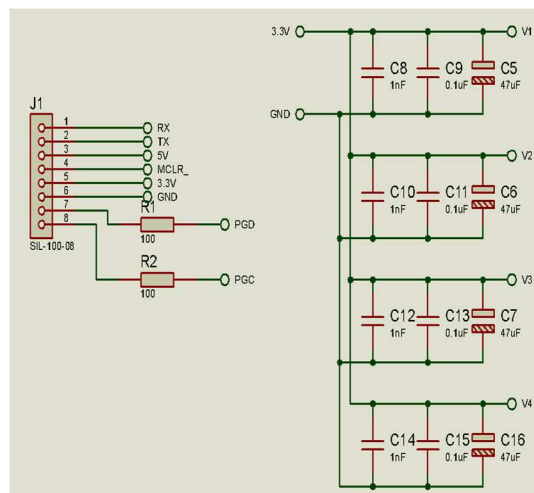 J1
1 RX
2 TX
3 5V
4 MCLR_
5 3.3V
6 GND
7
8
SIL-100-08
R1
100
PGD
R2
100
PGC
3.3V
V1
C8
1nF
C9
0.1uF
C5
47uF
GND
V2
C10
1nF
C11
0.1uF
C6
47uF
V3
C12
1nF
C13
0.1uF
C7
47uF
V4
C14
1nF
C15
0.1uF
C16
47uF